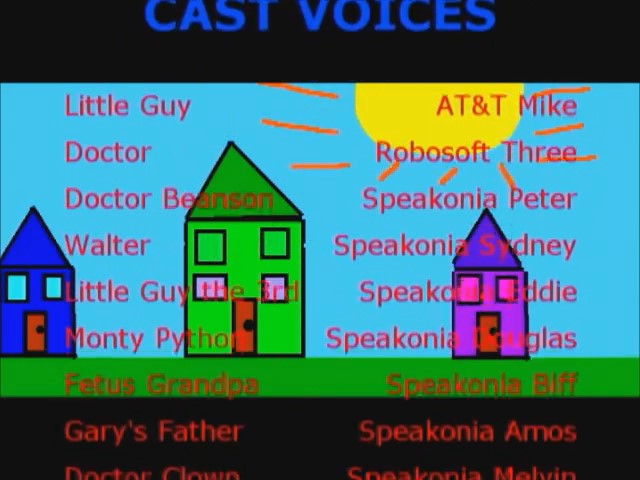 CAST VOICES
Little Guy AT&T Mike
Doctor Robosoft Three
Doctor Beanson Speakonia Peter
Walter Speakonia Sydney
Little Guy the 3rd Speakonia Eddie
Monty Python Speakonia Douglas
Fetus Grandpa Speakonia Biff
Gary's Father Speakonia Amos
Doctor Clown Speakonia Melvin